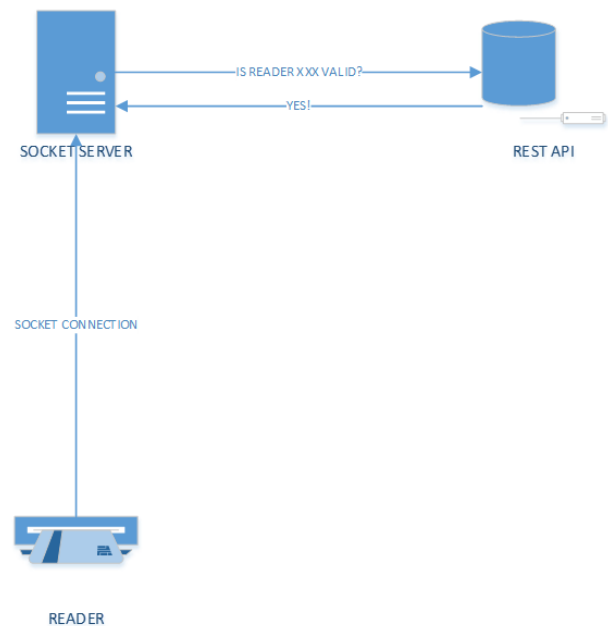 IS READER XXX VALID?
YES!
SOCKET SERVER
REST API
SOCKET CONNECTION
READER